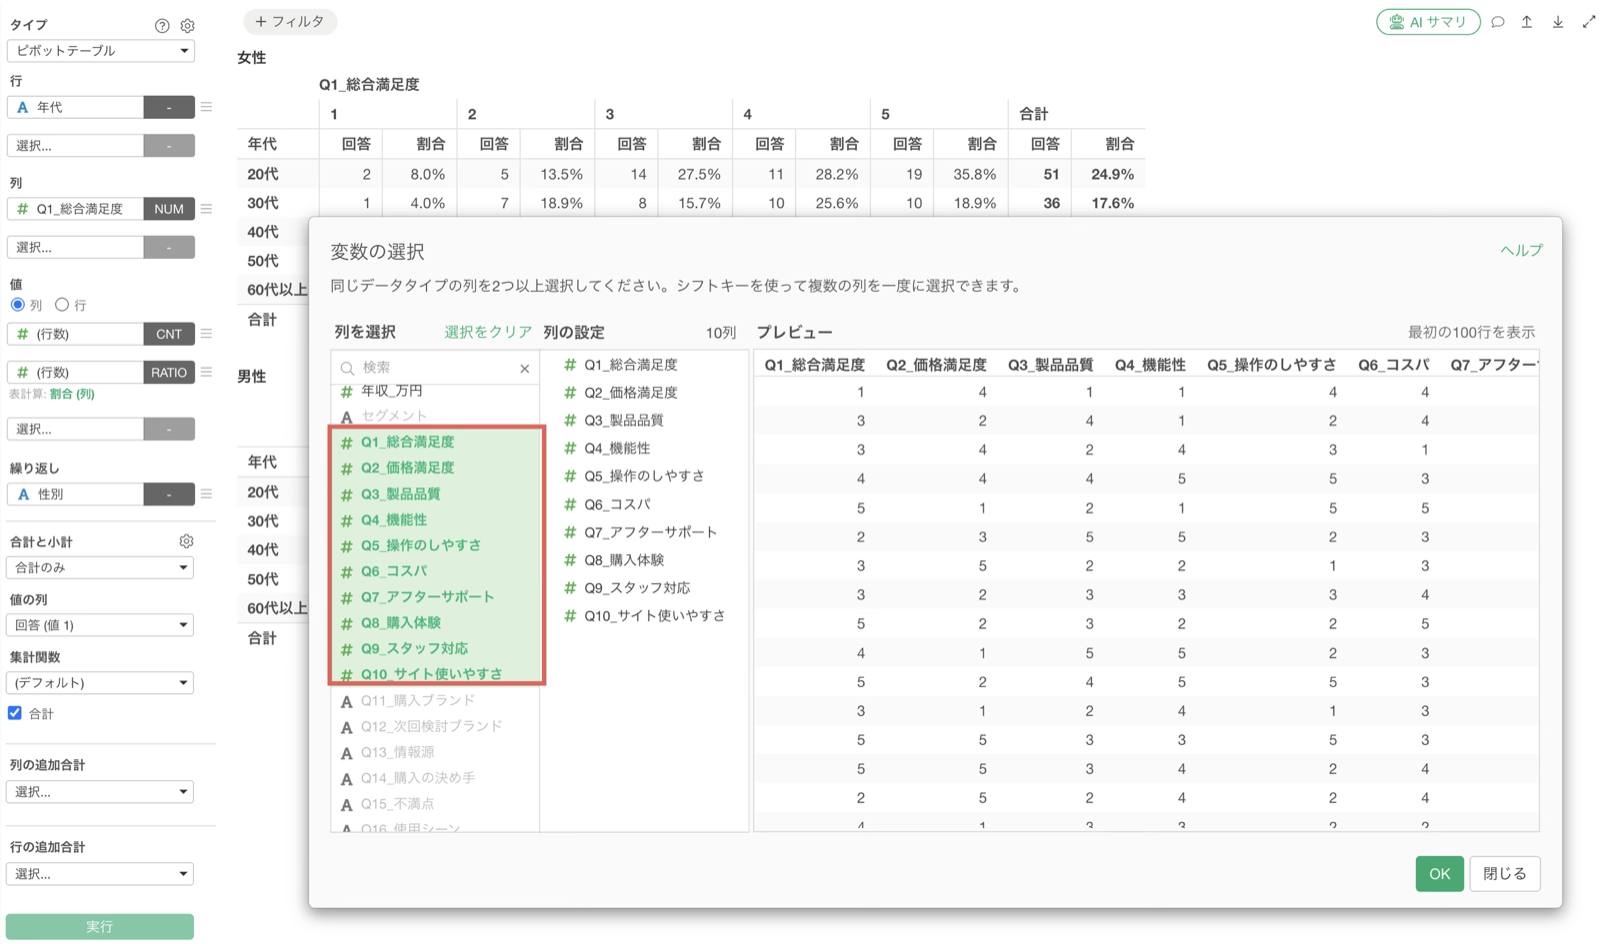 タイプ
ピボットテーブル
行
A 年代 -
選択... -
列
# Q1_総合満足度 NUM
選択... -
値
列 行
# (行数) CNT
# (行数) RATIO
表計算: 割合 (列)
選択... -
繰り返し
A 性別 -
合計と小計
合計のみ
値の列
回答 (値 1)
集計関数
(デフォルト)
合計
列の追加合計
選択...
行の追加合計
選択...
実行
+ フィルタ
AI サマリ
女性
Q1_総合満足度
1 2 3 4 5 合計
年代 回答 割合 回答 割合 回答 割合 回答 割合 回答 割合 回答 割合
20代 2 8.0% 5 13.5% 14 27.5% 11 28.2% 19 35.8% 51 24.9%
30代 1 4.0% 7 18.9% 8 15.7% 10 25.6% 10 18.9% 36 17.6%
40代
50代
60代以上
合計
男性
年代
20代
30代
40代
50代
60代以上
合計
変数の選択
ヘルプ
同じデータタイプの列を2つ以上選択してください。シフトキーを使って複数の列を一度に選択できます。
列を選択 選択をクリア
検索 ×
# 年収_万円
A セグメント
# Q1_総合満足度
# Q2_価格満足度
# Q3_製品品質
# Q4_機能性
# Q5_操作のしやすさ
# Q6_コスパ
# Q7_アフターサポート
# Q8_購入体験
# Q9_スタッフ対応
# Q10_サイト使いやすさ
A Q11_購入ブランド
A Q12_次回検討ブランド
A Q13_情報源
A Q14_購入の決め手
A Q15_不満点
A Q16_使用シーン
列の設定 10列
# Q1_総合満足度
# Q2_価格満足度
# Q3_製品品質
# Q4_機能性
# Q5_操作のしやすさ
# Q6_コスパ
# Q7_アフターサポート
# Q8_購入体験
# Q9_スタッフ対応
# Q10_サイト使いやすさ
プレビュー 最初の100行を表示
Q1_総合満足度 Q2_価格満足度 Q3_製品品質 Q4_機能性 Q5_操作のしやすさ Q6_コスパ Q7_アフター
1 4 1 1 4 4
3 2 4 1 2 4
3 4 2 4 3 1
4 4 4 5 5 3
5 1 2 1 5 5
2 3 5 5 2 3
3 5 2 2 1 3
3 2 3 3 3 4
5 2 3 2 2 5
4 1 5 5 2 3
5 2 4 5 5 3
3 1 2 4 1 3
5 5 3 3 5 3
5 5 3 4 2 4
2 5 2 4 2 4
4 1 3 3 2 2
OK 閉じる